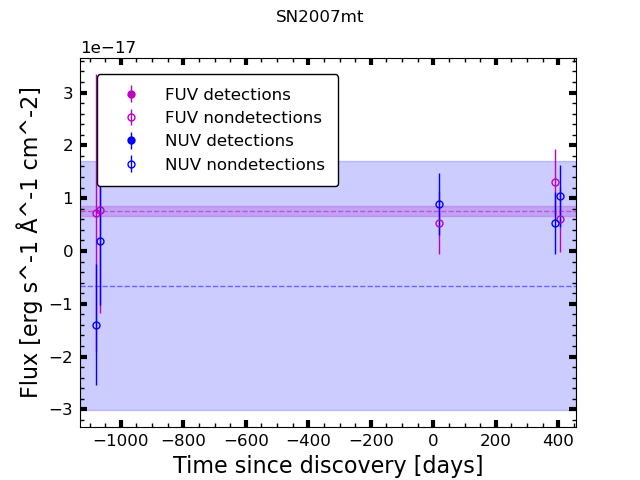 SN2007mt
1e−17
FUV detections
FUV nondetections
NUV detections
NUV nondetections
3
2
1
0
−1
−2
−3
Flux [erg s^-1 Å^-1 cm^-2]
−1000 −800 −600 −400 −200 0 200 400
Time since discovery [days]